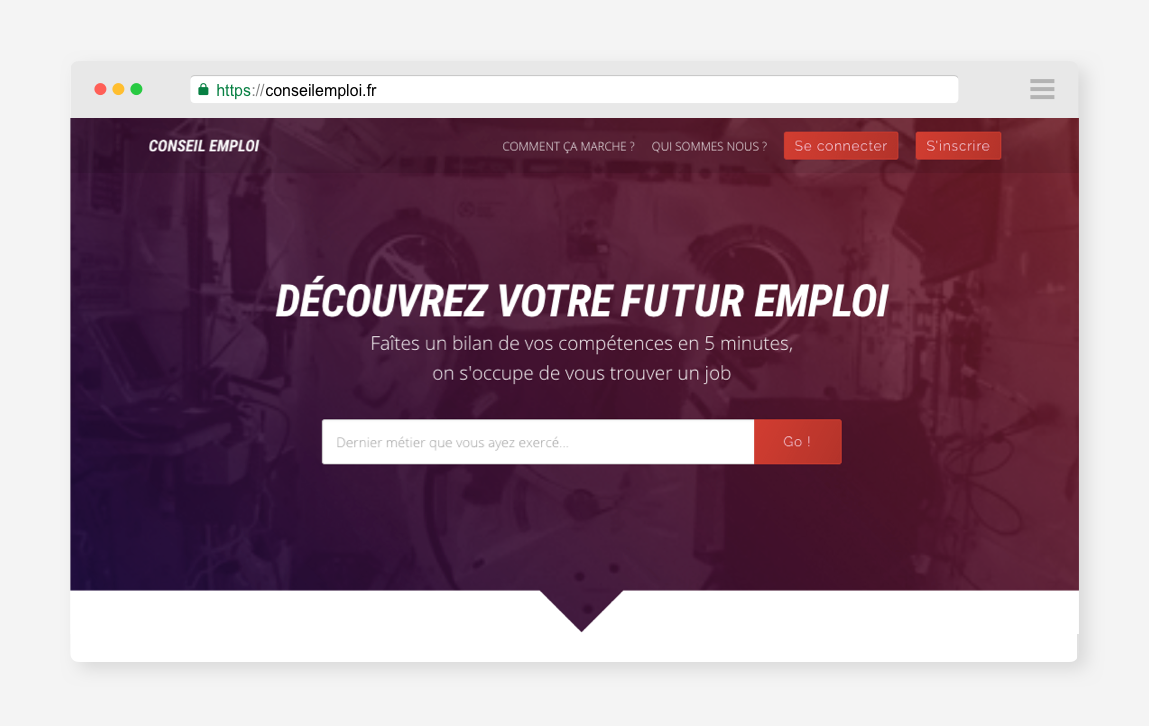 https://conseilemploi.fr
CONSEIL EMPLOI
COMMENT ÇA MARCHE ?
QUI SOMMES NOUS ?
Se connecter
S'inscrire
DÉCOUVREZ VOTRE FUTUR EMPLOI
Faîtes un bilan de vos compétences en 5 minutes,
on s'occupe de vous trouver un job
Dernier métier que vous ayez exercé...
Go !